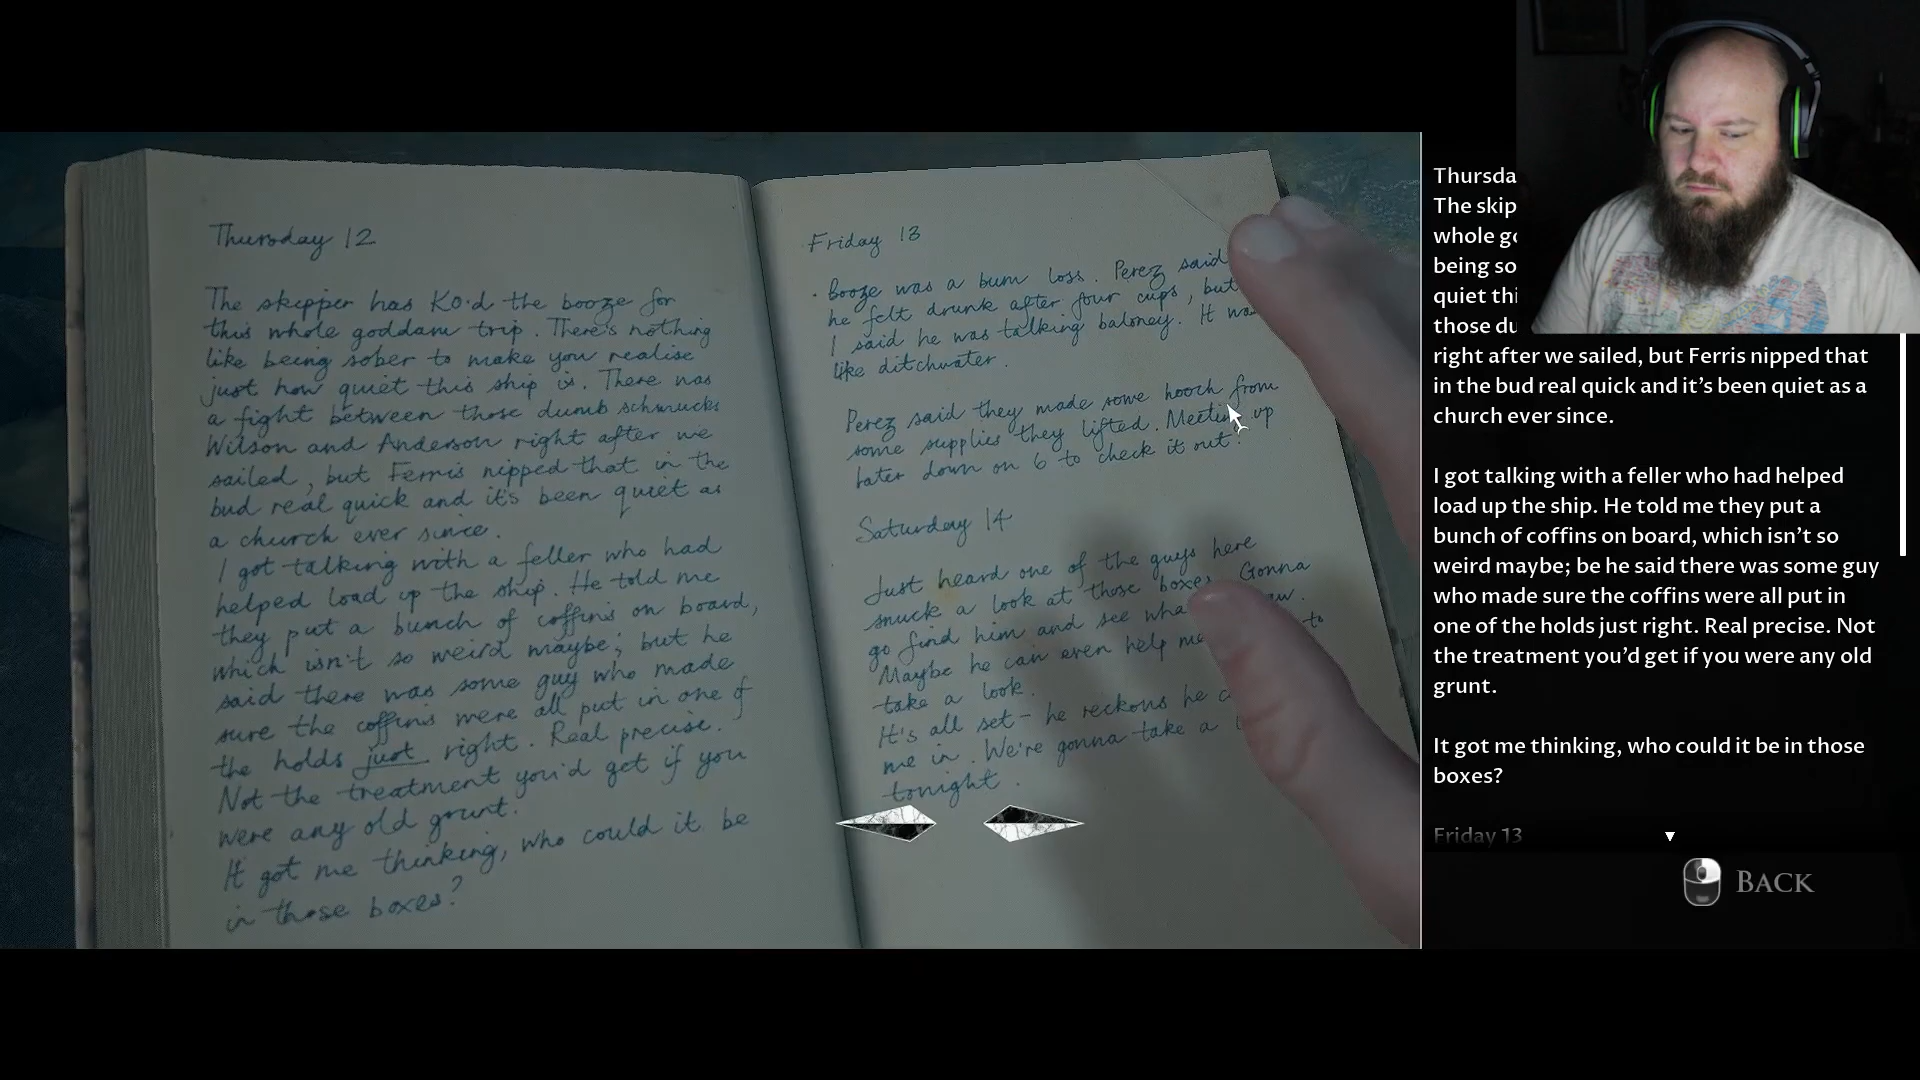 Thursday 12
The skipper has KO'd the booze for
this whole goddam trip. There's nothing
like being sober to make you realise
just how quiet this ship is. There was
a fight between those dumb schmucks
Wilson and Anderson right after we
sailed, but Ferris nipped that in the
bud real quick and it's been quiet as
a church ever since.
I got talking with a feller who had
helped load up the ship. He told me
they put a bunch of coffins on board,
which isn't so weird maybe; but he
said there was some guy who made
sure the coffins were all put in one of
the holds just right. Real precise.
Not the treatment you'd get if you
were any old grunt.
It got me thinking, who could it be
in those boxes?
Friday 13
Booze was a bum loss. Perez said
he felt drunk after four cups, but
I said he was talking baloney. It
like ditchwater.
Perez said they made some hooch from
some supplies they lifted. Meeting up
later down on 6 to check it out!
Saturday 14
Just heard one of the guys here
snuck a look at those boxes. Gonna
go find him and see
Maybe he can even help me to
take a look.
It's all set - he reckons he
me in. We're gonna take a
tonight.
Thursda
The skip
whole go
being so
quiet thi
those du
right after we sailed, but Ferris nipped that
in the bud real quick and it's been quiet as a
church ever since.
I got talking with a feller who had helped
load up the ship. He told me they put a
bunch of coffins on board, which isn't so
weird maybe; be he said there was some guy
who made sure the coffins were all put in
one of the holds just right. Real precise. Not
the treatment you'd get if you were any old
grunt.
It got me thinking, who could it be in those
boxes?
Friday 13
BACK